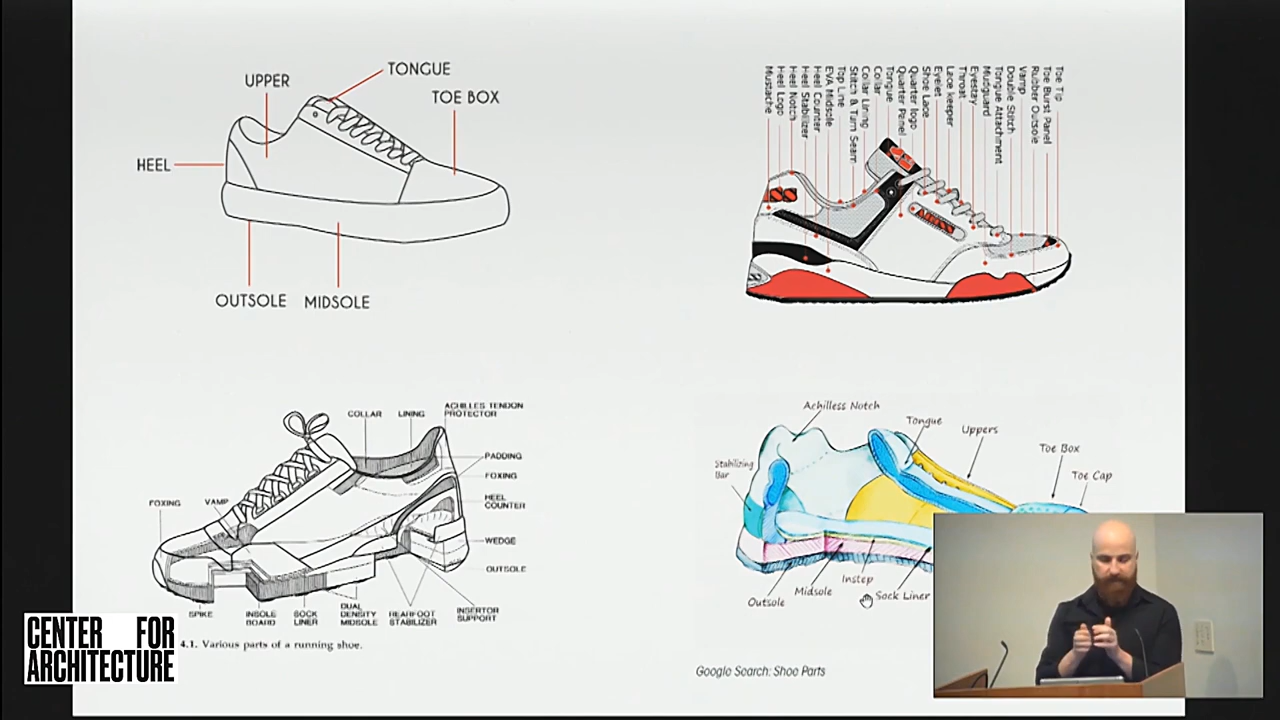 UPPER
TONGUE
TOE BOX
HEEL
OUTSOLE
MIDSOLE
Mustache
Heel Logo
Heel Notch
Heel Stabilizer
Heel Counter
EVA Midsole
Top Line
Stitch & Turn Seam
Collar Lining
Collar
Tongue
Quarter Panel
Quarter logo
Shoe Lace
Eyelet
Lace keeper
Throat
Eyestay
Mudguard
Tongue Attachment
Double Stitch
Vamp
Rubber Outsole
Toe Burst Panel
Toe Tip
COLLAR
LINING
ACHILLES TENDON
PROTECTOR
PADDING
FOXING
HEEL
COUNTER
WEDGE
OUTSOLE
FOXING
VAMP
SPIKE
INSOLE
BOARD
SOCK
LINER
DUAL
DENSITY
MIDSOLE
REARFOOT
STABILIZER
INSERTOR
SUPPORT
4.1. Various parts of a running shoe.
Achilless Notch
Tongue
Uppers
Toe Box
Toe Cap
Stabilizing
Bar
Instep
Midsole
Outsole
Sock Liner
Google Search: Shoe Parts
CENTER FOR
ARCHITECTURE